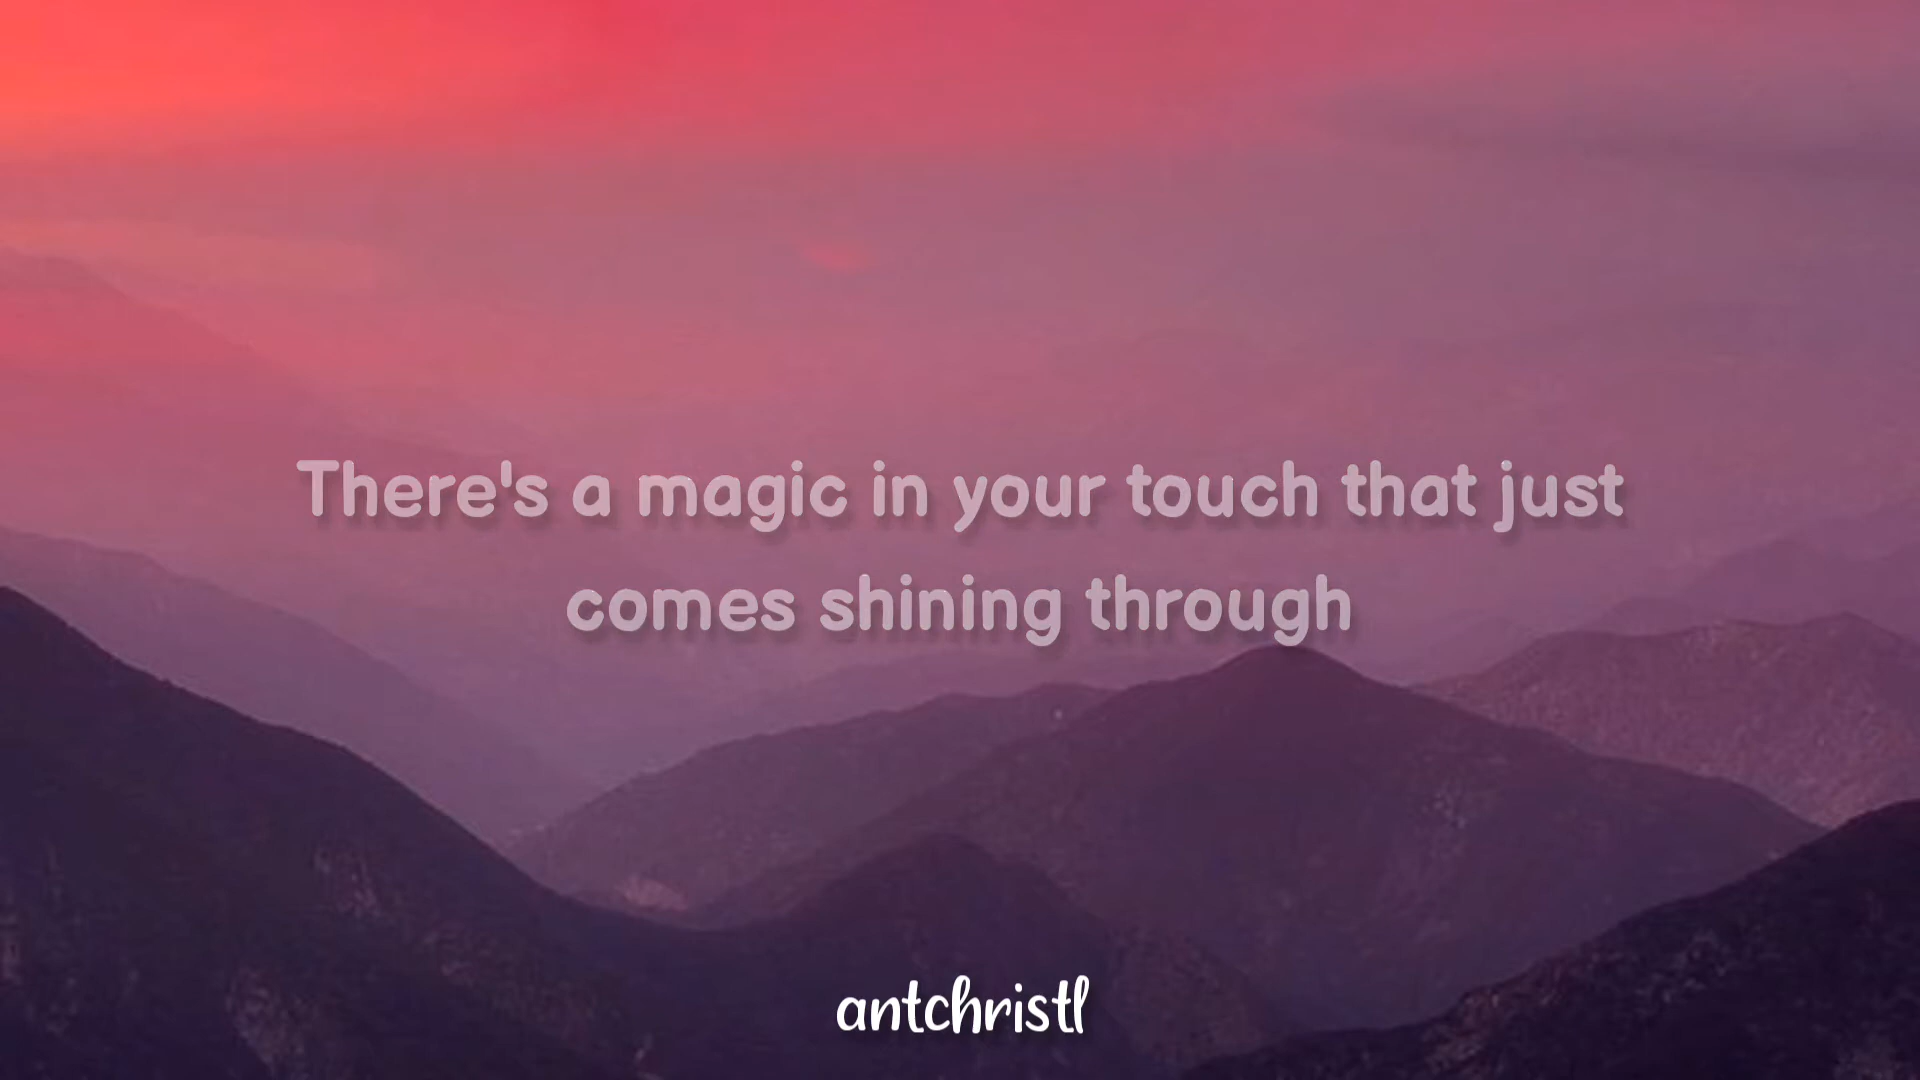 There's a magic in your touch that just
comes shining through
antchristl